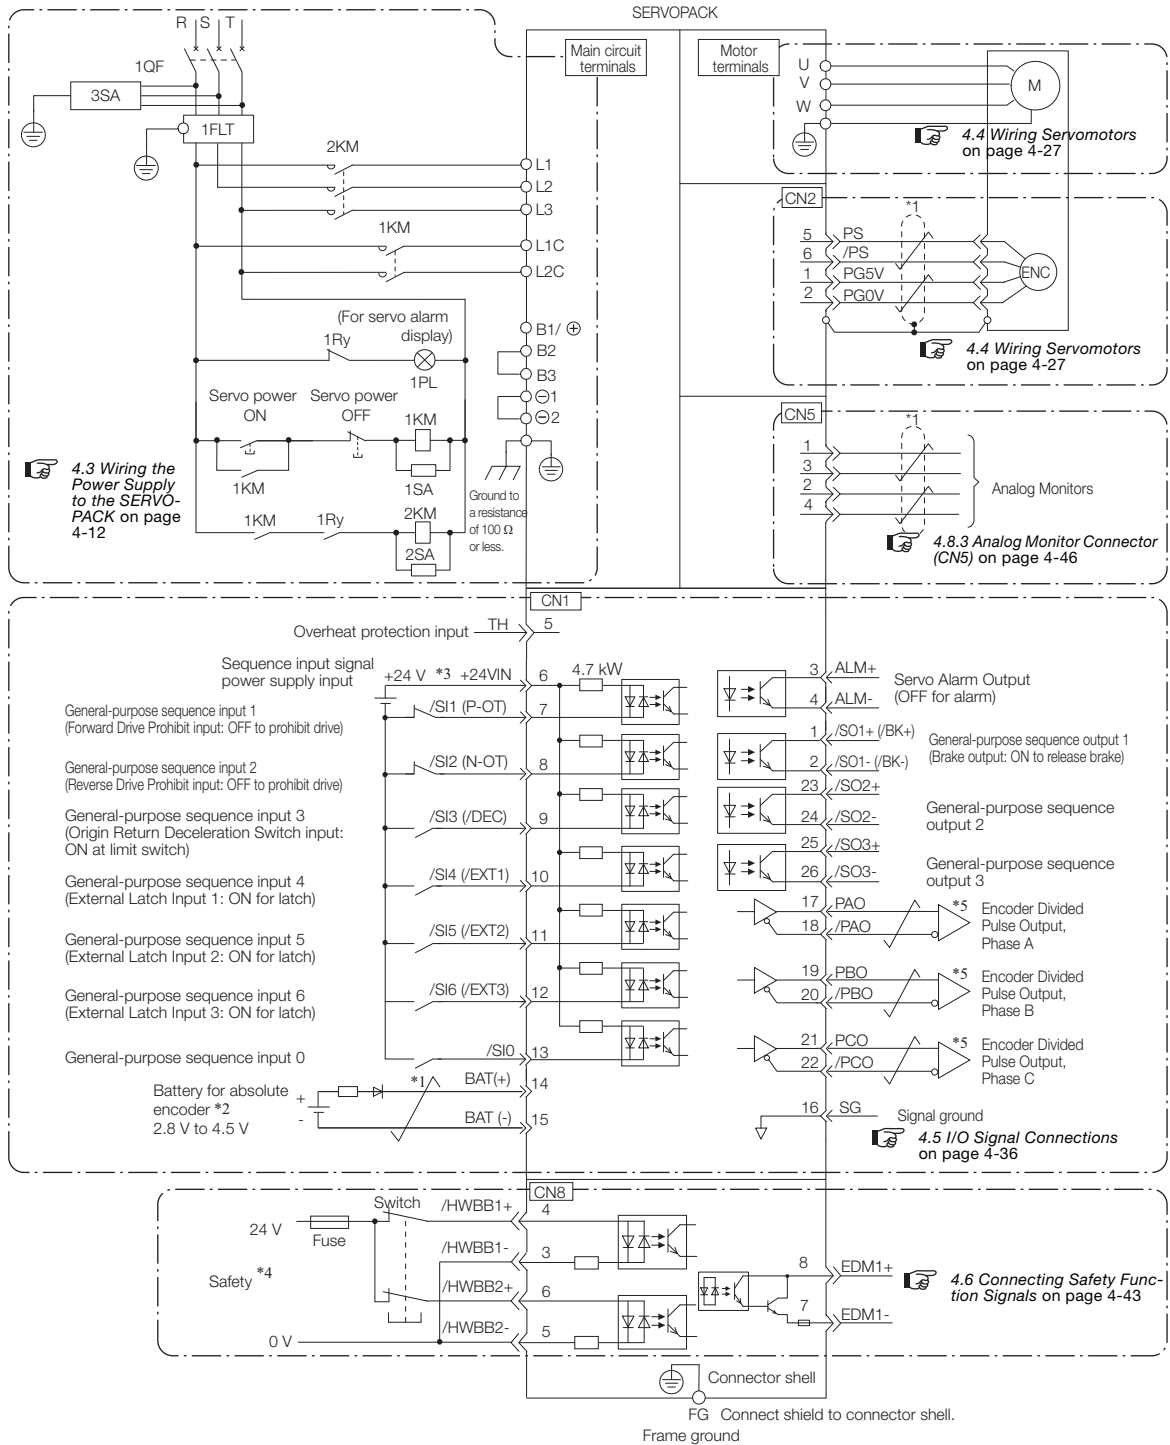 SERVOPACK
R S T
Main circuit
terminals
Motor
terminals
1QF
3SA
1FLT
2KM
L1
L2
L3
1KM
L1C
L2C
(For servo alarm
display)
1Ry
1PL
B1/ ⊕
B2
B3
⊖1
⊖2
Servo power
ON
Servo power
OFF
1KM
1KM
1SA
4.3 Wiring the
Power Supply
to the SERVO-
PACK on page
4-12
1KM
1Ry
2KM
2SA
Ground to
a resistance
of 100 Ω
or less.
U
V
W
M
4.4 Wiring Servomotors
on page 4-27
CN2
*1
5 PS
6 /PS
1 PG5V
2 PG0V
ENC
4.4 Wiring Servomotors
on page 4-27
CN5
*1
1
3
2
4
Analog Monitors
4.8.3 Analog Monitor Connector
(CN5) on page 4-46
CN1
Overheat protection input TH 5
Sequence input signal
power supply input
+24 V *3 +24VIN 6
4.7 kW
General-purpose sequence input 1
(Forward Drive Prohibit input: OFF to prohibit drive)
/SI1 (P-OT) 7
General-purpose sequence input 2
(Reverse Drive Prohibit input: OFF to prohibit drive)
/SI2 (N-OT) 8
General-purpose sequence input 3
(Origin Return Deceleration Switch input:
ON at limit switch)
/SI3 (/DEC) 9
General-purpose sequence input 4
(External Latch Input 1: ON for latch)
/SI4 (/EXT1) 10
General-purpose sequence input 5
(External Latch Input 2: ON for latch)
/SI5 (/EXT2) 11
General-purpose sequence input 6
(External Latch Input 3: ON for latch)
/SI6 (/EXT3) 12
General-purpose sequence input 0
/SI0 13
Battery for absolute
encoder *2
2.8 V to 4.5 V
+
-
*1
BAT(+) 14
BAT (-) 15
3 ALM+
4 ALM-
Servo Alarm Output
(OFF for alarm)
1 /SO1+ (/BK+)
2 /SO1- (/BK-)
General-purpose sequence output 1
(Brake output: ON to release brake)
23 /SO2+
24 /SO2-
General-purpose sequence
output 2
25 /SO3+
26 /SO3-
General-purpose sequence
output 3
17 PAO
18 /PAO
*5
Encoder Divided
Pulse Output,
Phase A
19 PBO
20 /PBO
*5
Encoder Divided
Pulse Output,
Phase B
21 PCO
22 /PCO
*5
Encoder Divided
Pulse Output,
Phase C
16 SG
Signal ground
4.5 I/O Signal Connections
on page 4-36
CN8
24 V
Fuse
Switch
Safety *4
0 V
/HWBB1+ 4
/HWBB1- 3
/HWBB2+ 6
/HWBB2- 5
8 EDM1+
7 EDM1-
4.6 Connecting Safety Func-
tion Signals on page 4-43
Connector shell
FG Connect shield to connector shell.
Frame ground